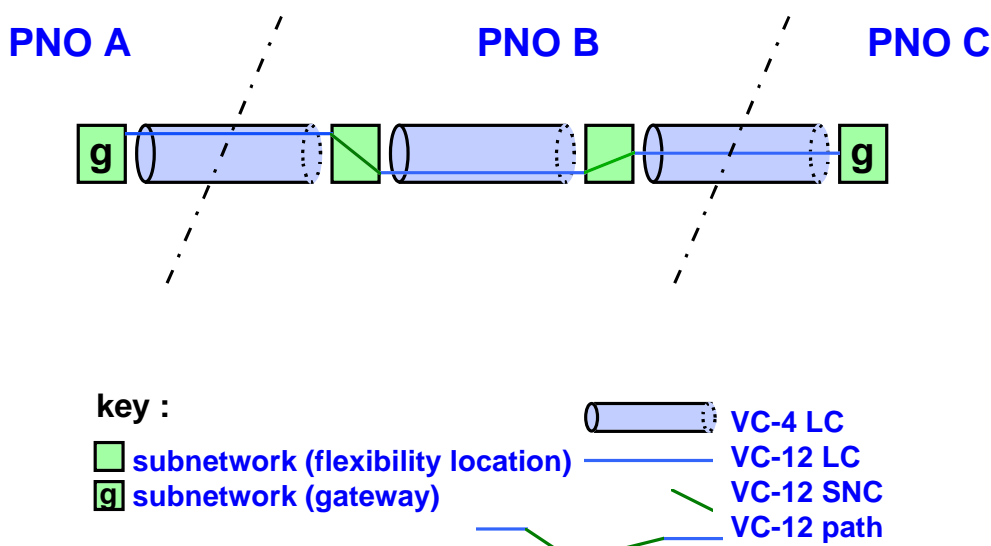 PNO A PNO B PNO C
g g
key :
VC-4 LC
subnetwork (flexibility location) VC-12 LC
g subnetwork (gateway) VC-12 SNC
VC-12 path